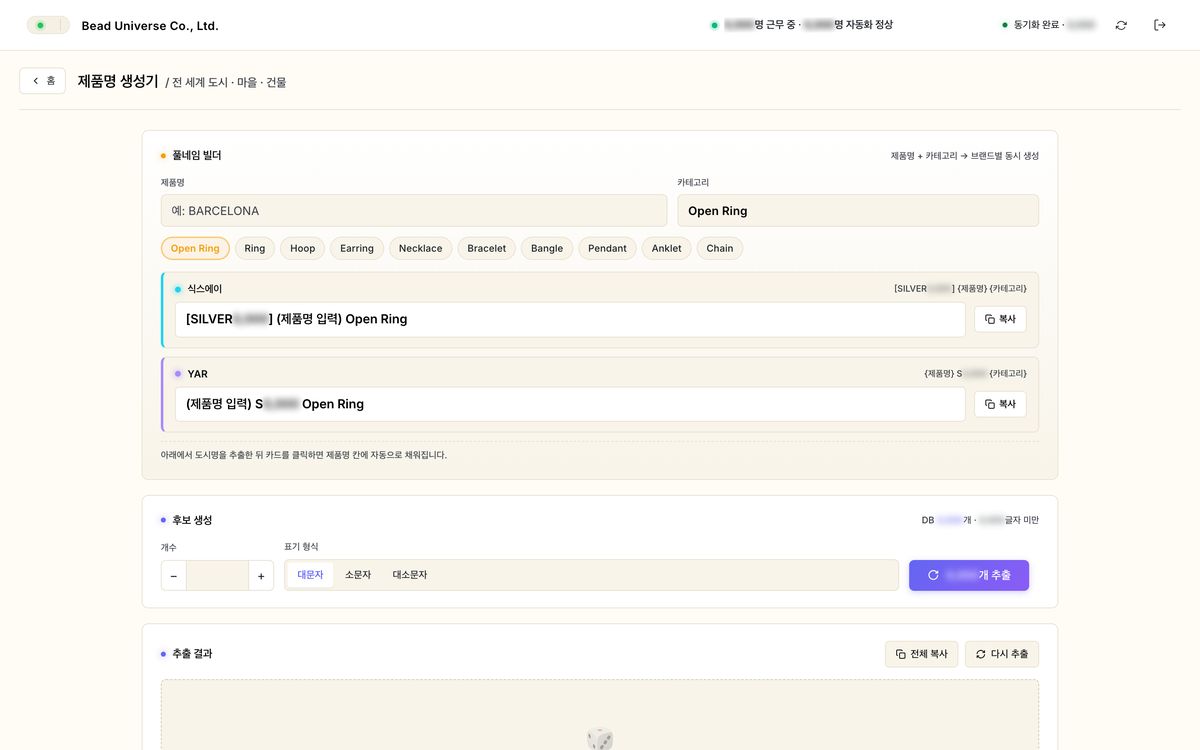 Bead Universe Co., Ltd.
명 근무 중 · 명 자동화 정상
동기화 완료 ·
홈
제품명 생성기 / 전 세계 도시 · 마을 · 건물
풀네임 빌더
제품명 + 카테고리 → 브랜드별 동시 생성
제품명
카테고리
예: BARCELONA
Open Ring
Open Ring Ring Hoop Earring Necklace Bracelet Bangle Pendant Anklet Chain
식스에이
[SILVER ] {제품명} {카테고리}
[SILVER ] (제품명 입력) Open Ring
복사
YAR
{제품명} S {카테고리}
(제품명 입력) S Open Ring
복사
아래에서 도시명을 추출한 뒤 카드를 클릭하면 제품명 칸에 자동으로 채워집니다.
후보 생성
DB 개 · 글자 미만
개수
표기 형식
− +
대문자 소문자 대소문자
개 추출
추출 결과
전체 복사
다시 추출